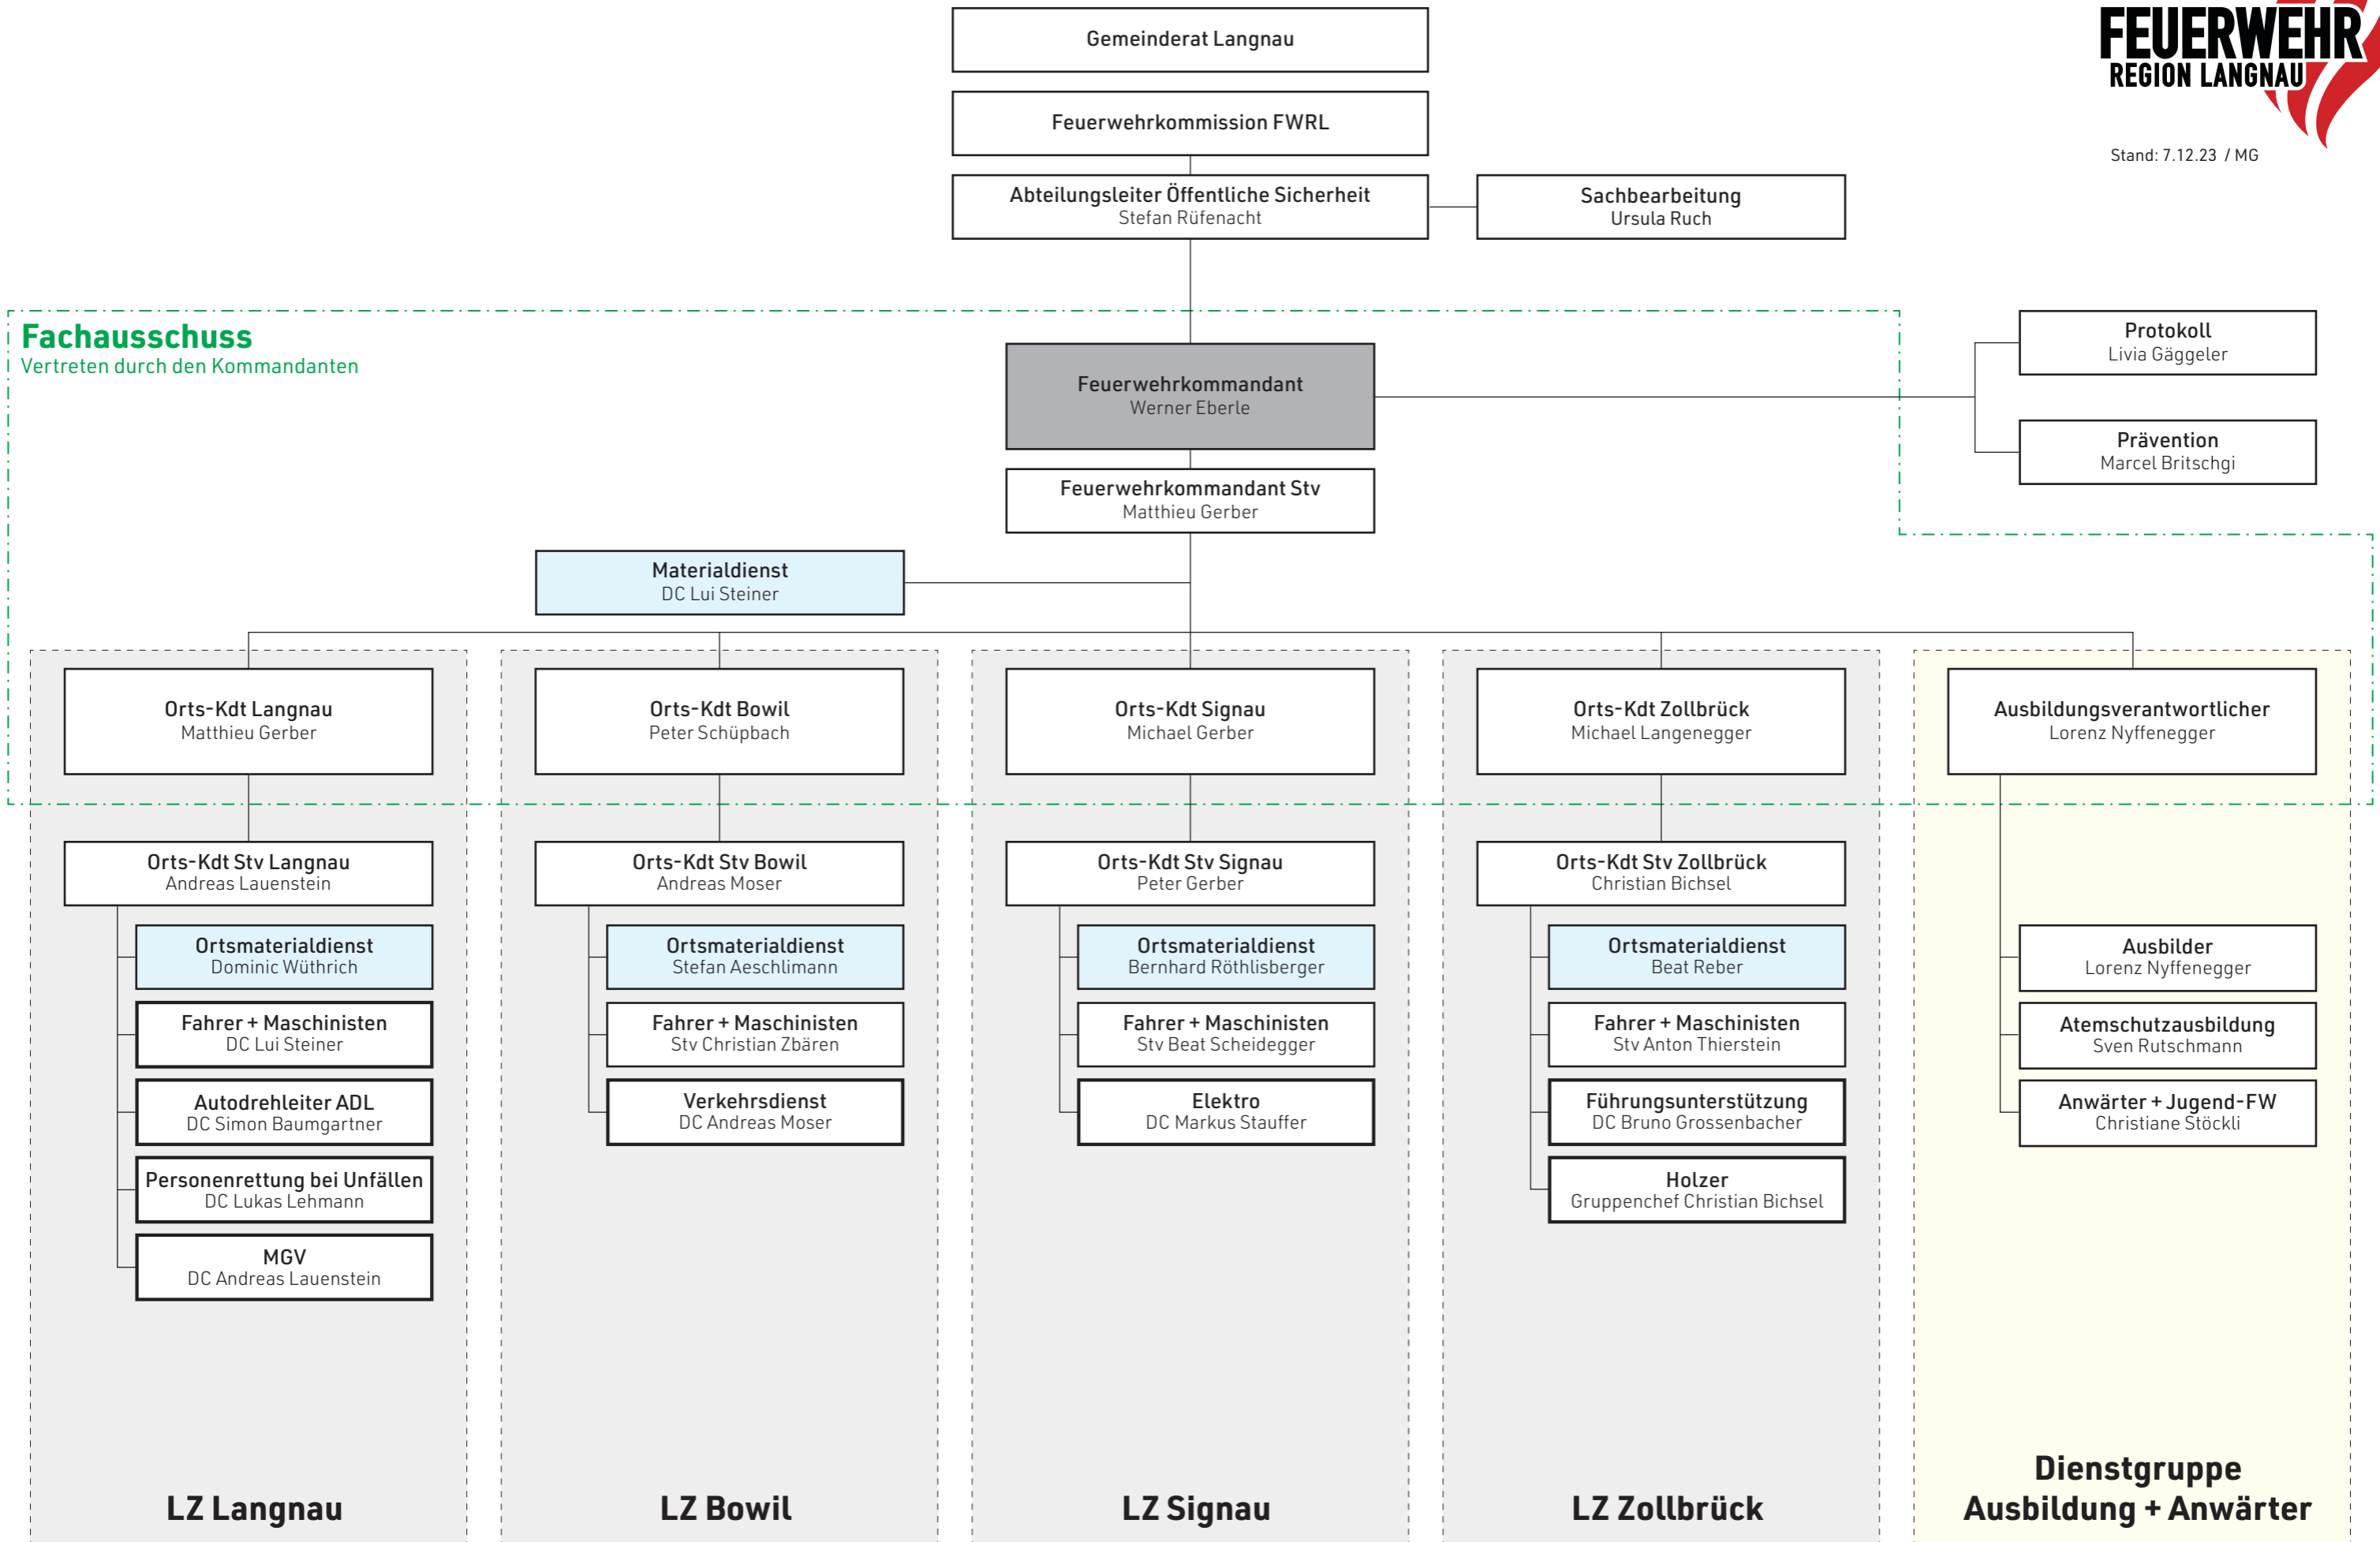 Gemeinderat Langnau
FEUERWEHR
REGION LANGNAU
Feuerwehrkommission FWRL
Stand: 7.12.23 / MG
Abteilungsleiter Öffentliche Sicherheit
Stefan Rüfenacht
Sachbearbeitung
Ursula Ruch
Fachausschuss
Vertreten durch den Kommandanten
Feuerwehrkommandant
Werner Eberle
Protokoll
Livia Gäggeler
Prävention
Marcel Britschgi
Feuerwehrkommandant Stv
Matthieu Gerber
Materialdienst
DC Lui Steiner
Orts-Kdt Langnau
Matthieu Gerber
Orts-Kdt Stv Langnau
Andreas Lauenstein
Ortsmaterialdienst
Dominic Wüthrich
Fahrer + Maschinisten
DC Lui Steiner
Autodrehleiter ADL
DC Simon Baumgartner
Personenrettung bei Unfällen
DC Lukas Lehmann
MGV
DC Andreas Lauenstein
LZ Langnau
Orts-Kdt Bowil
Peter Schüpbach
Orts-Kdt Stv Bowil
Andreas Moser
Ortsmaterialdienst
Stefan Aeschlimann
Fahrer + Maschinisten
Stv Christian Zbären
Verkehrsdienst
DC Andreas Moser
LZ Bowil
Orts-Kdt Signau
Michael Gerber
Orts-Kdt Stv Signau
Peter Gerber
Ortsmaterialdienst
Bernhard Röthlisberger
Fahrer + Maschinisten
Stv Beat Scheidegger
Elektro
DC Markus Stauffer
LZ Signau
Orts-Kdt Zollbrück
Michael Langenegger
Orts-Kdt Stv Zollbrück
Christian Bichsel
Ortsmaterialdienst
Beat Reber
Fahrer + Maschinisten
Stv Anton Thierstein
Führungsunterstützung
DC Bruno Grossenbacher
Holzer
Gruppenchef Christian Bichsel
LZ Zollbrück
Ausbildungsverantwortlicher
Lorenz Nyffenegger
Ausbilder
Lorenz Nyffenegger
Atemschutzausbildung
Sven Rutschmann
Anwärter + Jugend-FW
Christiane Stöckli
Dienstgruppe
Ausbildung + Anwärter